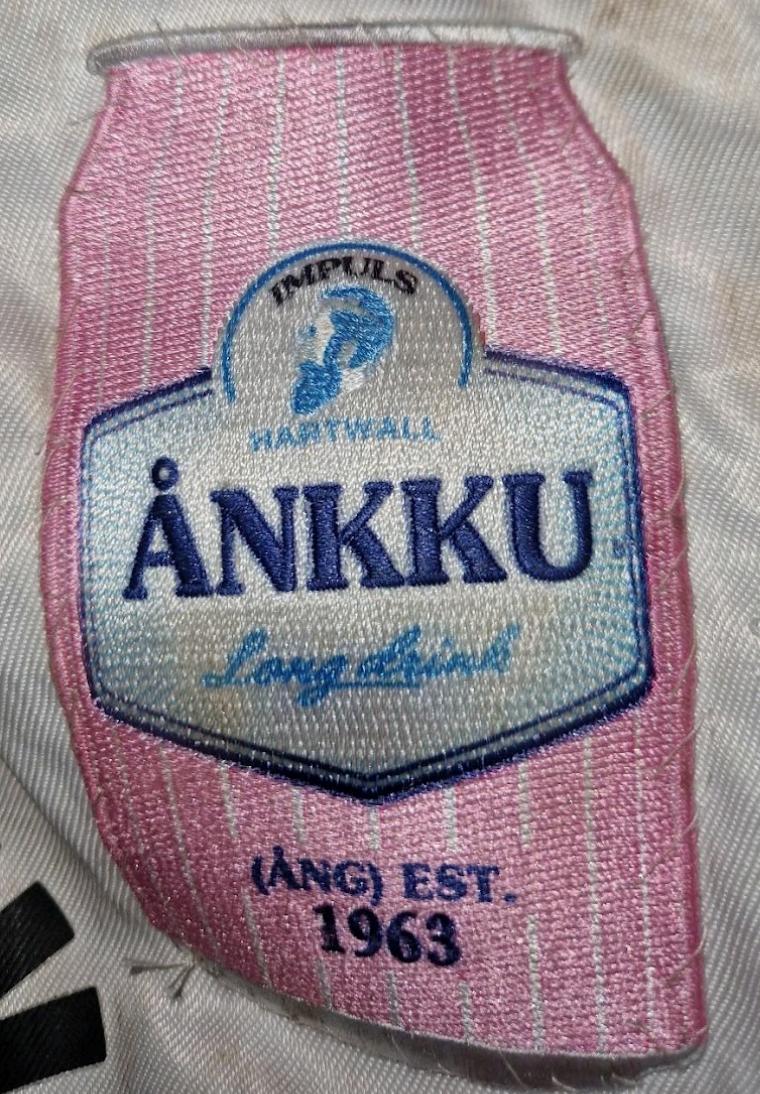 IMPULS
HARTWALL
ÅNKKU
Long drink
(ÅNG) EST.
1963